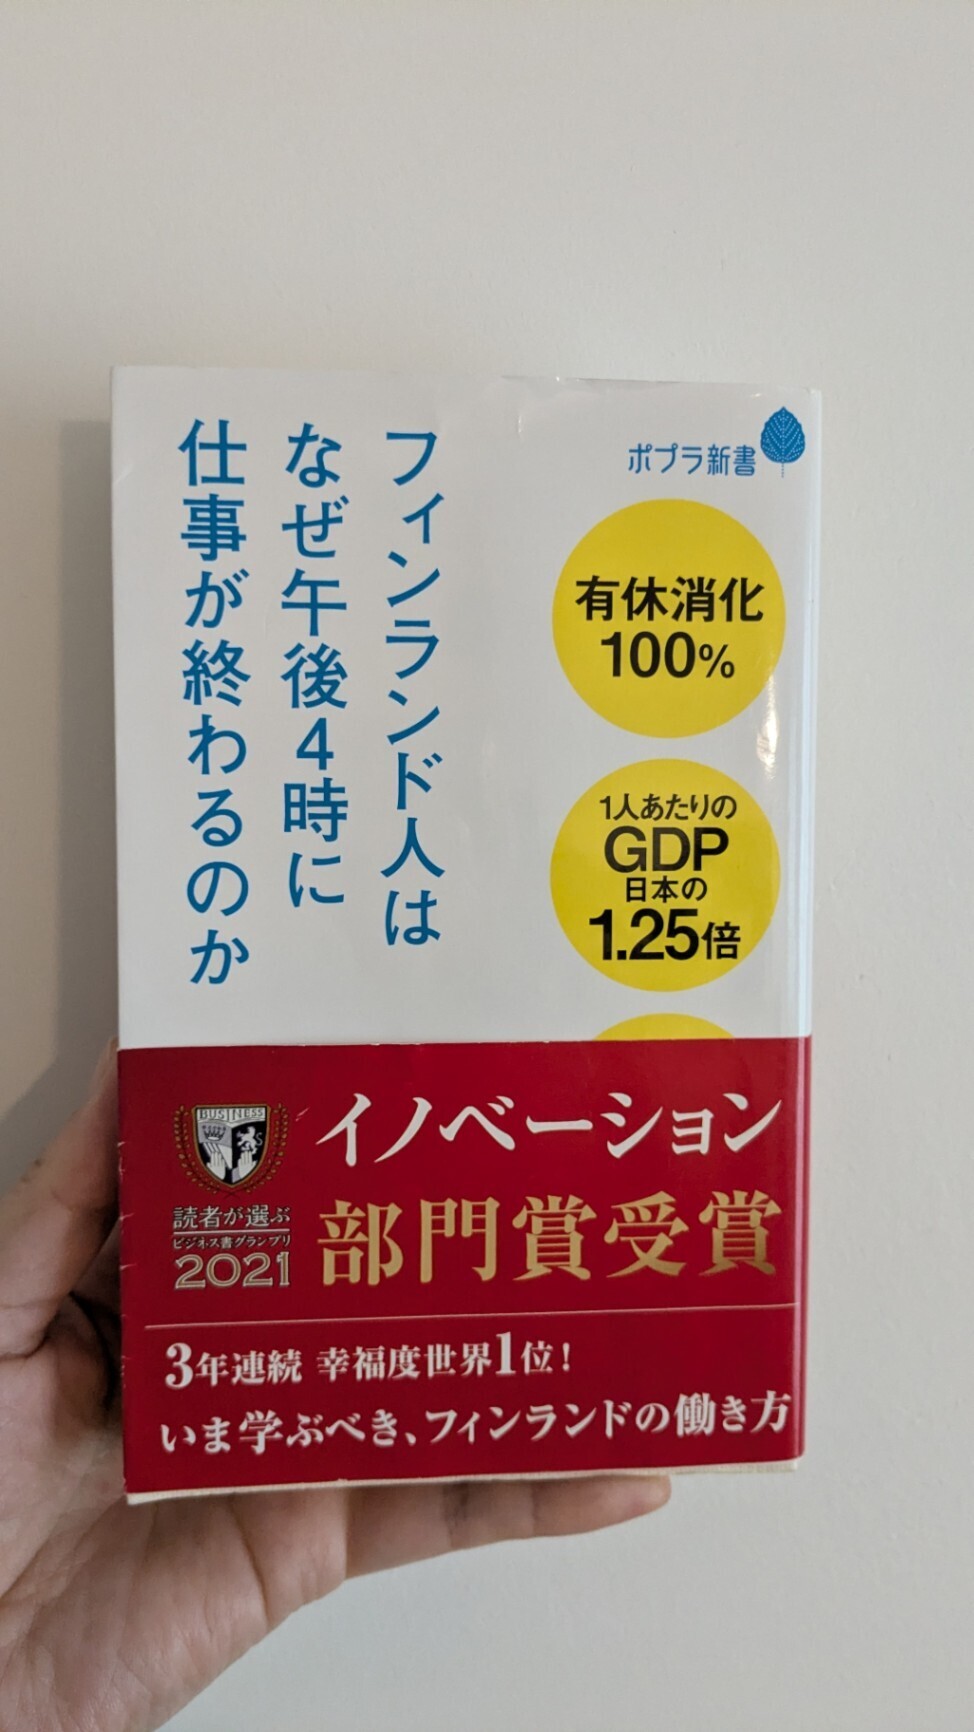 ポプラ新書
フィンランド人は
なぜ午後4時に
仕事が終わるのか
有休消化
100%
1人あたりの
GDP
日本の
1.25倍
BUSINESS
読者が選ぶ
ビジネス書グランプリ
2021
イノベーション
部門賞受賞
3年連続 幸福度世界1位!
いま学ぶべき、フィンランドの働き方